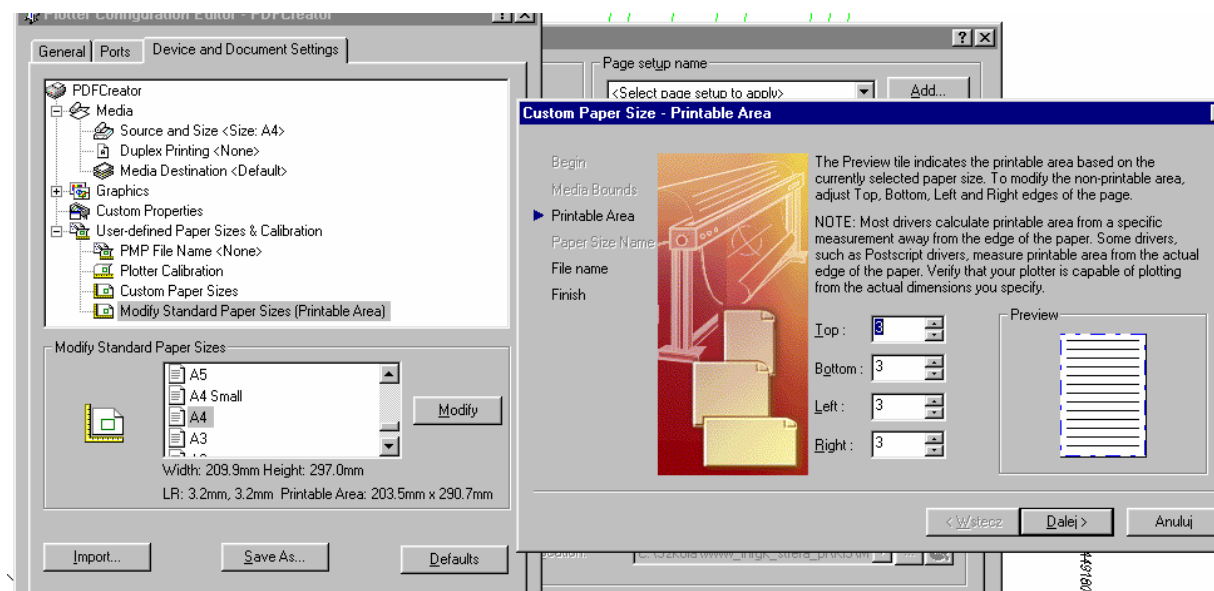 Plotter Configuration Editor - PDFCreator
General
Ports
Device and Document Settings
PDFCreator
Media
Source and Size <Size: A4>
Duplex Printing <None>
Media Destination <Default>
Graphics
Custom Properties
User-defined Paper Sizes & Calibration
PMP File Name <None>
Plotter Calibration
Custom Paper Sizes
Modify Standard Paper Sizes (Printable Area)
Modify Standard Paper Sizes
A5
A4 Small
A4
A3
Modify
Width: 209.9mm Height: 297.0mm
LR: 3.2mm, 3.2mm Printable Area: 203.5mm x 290.7mm
Import...
Save As...
Defaults
Page setup name
<Select page setup to apply>
Add...
Custom Paper Size - Printable Area
Begin
Media Bounds
Printable Area
Paper Size Name
File name
Finish
The Preview tile indicates the printable area based on the
currently selected paper size. To modify the non-printable area,
adjust Top, Bottom, Left and Right edges of the page.
NOTE: Most drivers calculate printable area from a specific
measurement away from the edge of the paper. Some drivers,
such as Postscript drivers, measure printable area from the actual
edge of the paper. Verify that your plotter is capable of plotting
from the actual dimensions you specify.
Top : 3
Bottom : 3
Left : 3
Right : 3
Preview
< Wstecz
Dalej >
Anuluj